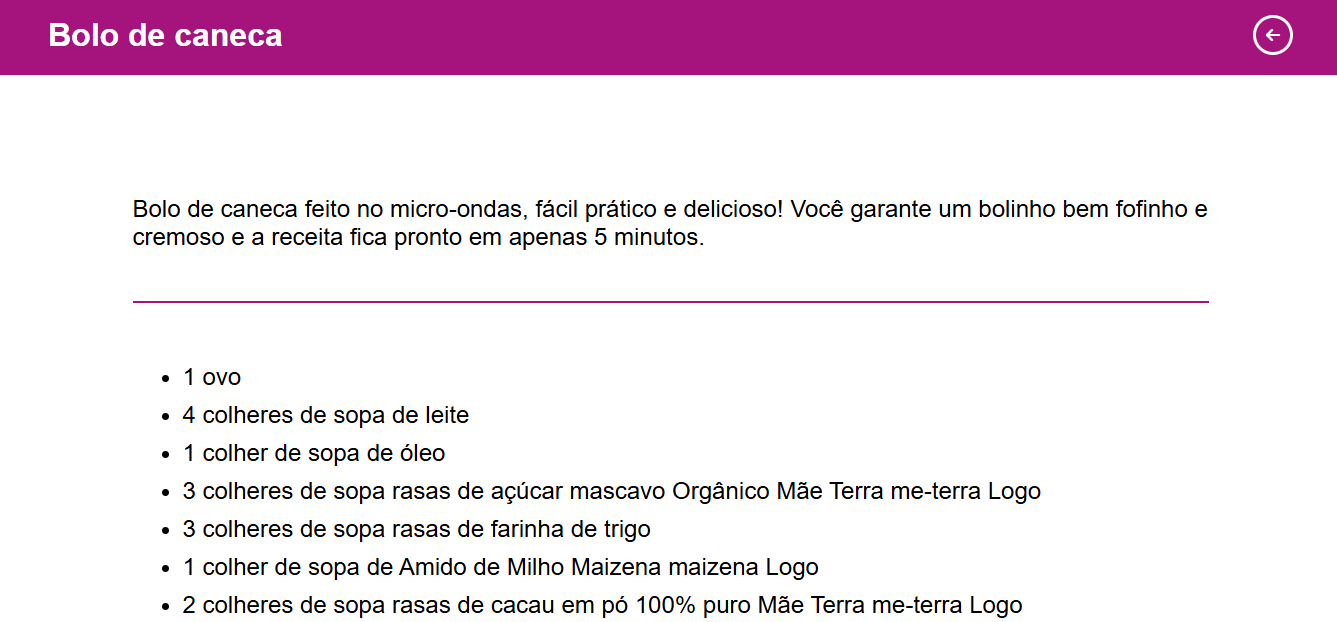 Bolo de caneca
Bolo de caneca feito no micro-ondas, fácil prático e delicioso! Você garante um bolinho bem fofinho e
cremoso e a receita fica pronto em apenas 5 minutos.
1 ovo
4 colheres de sopa de leite
1 colher de sopa de óleo
3 colheres de sopa rasas de açúcar mascavo Orgânico Mãe Terra me-terra Logo
3 colheres de sopa rasas de farinha de trigo
1 colher de sopa de Amido de Milho Maizena maizena Logo
2 colheres de sopa rasas de cacau em pó 100% puro Mãe Terra me-terra Logo